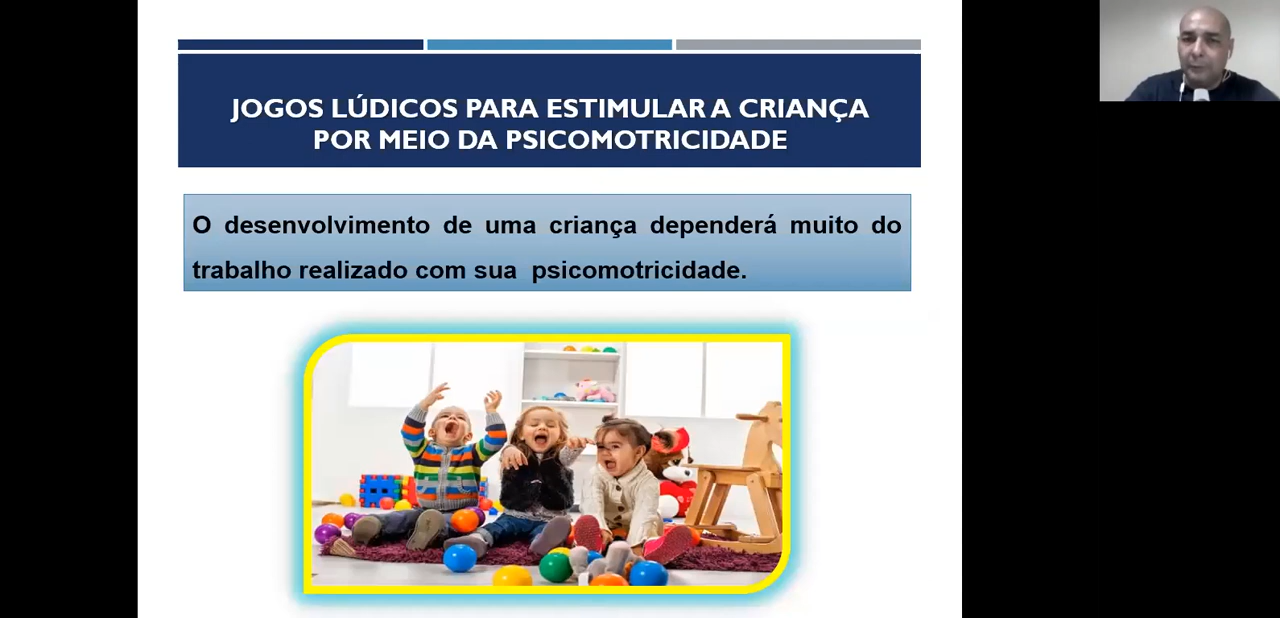 JOGOS LÚDICOS PARA ESTIMULAR A CRIANÇA
POR MEIO DA PSICOMOTRICIDADE
O desenvolvimento de uma criança dependerá muito do
trabalho realizado com sua psicomotricidade.